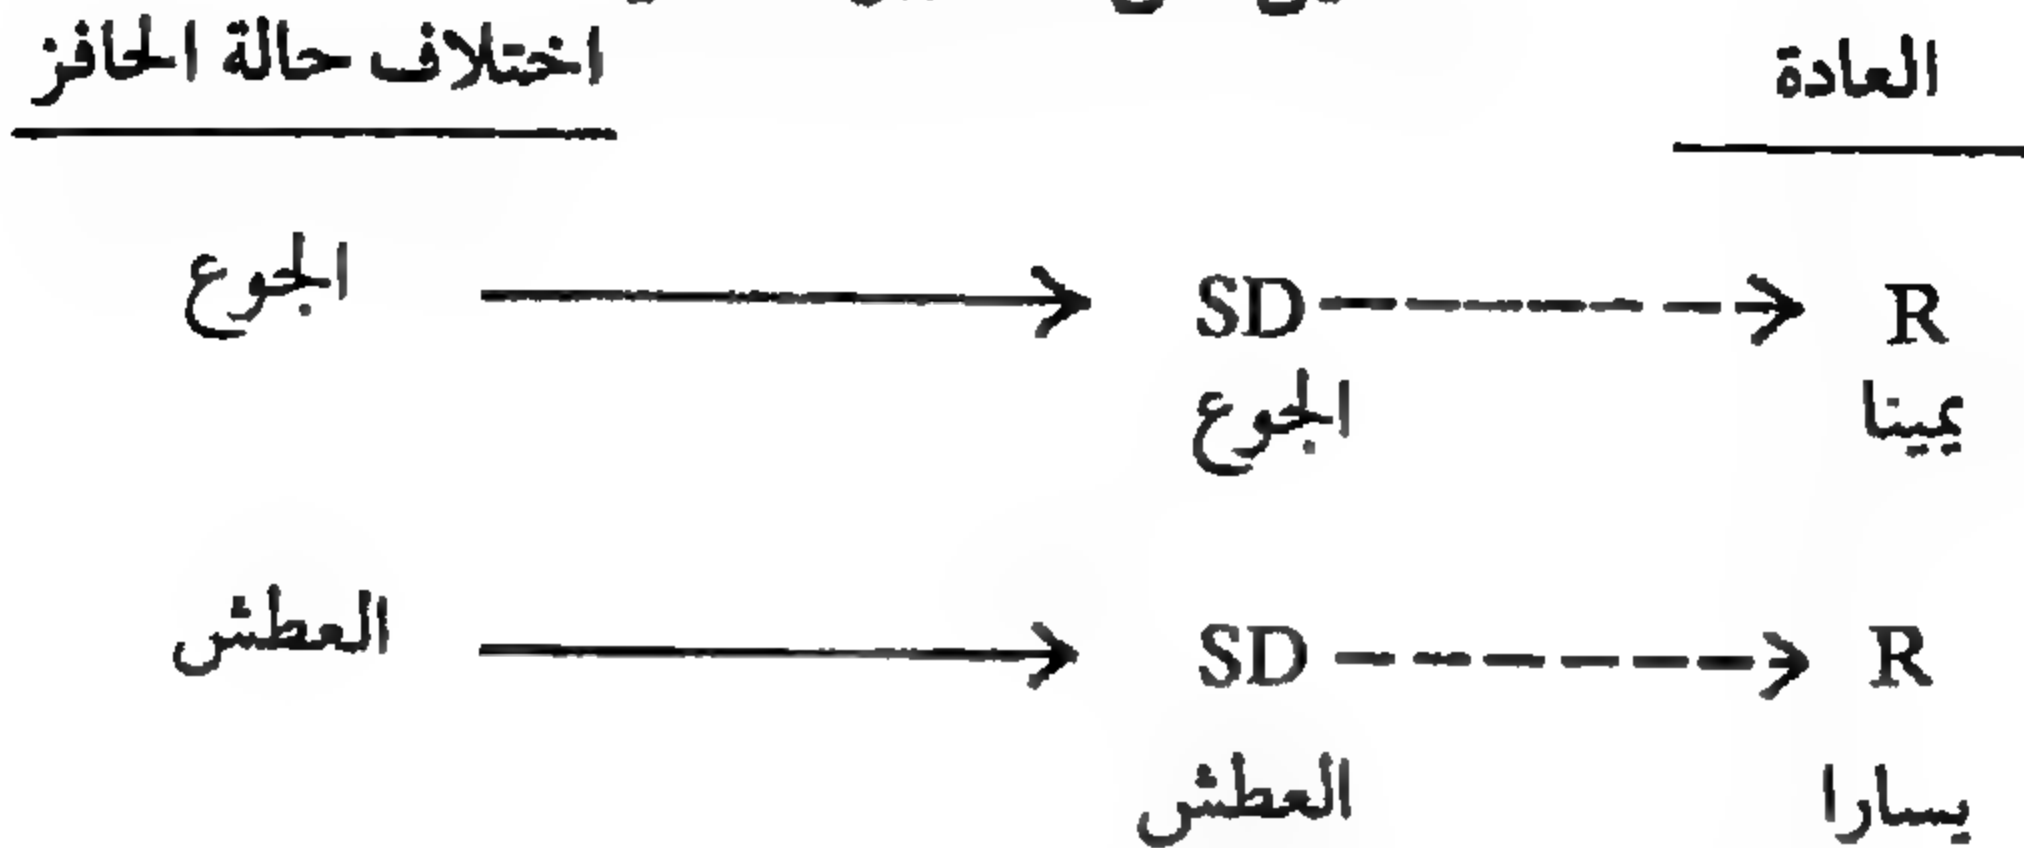 اختلاف حالة الحافز
العادة
الجوع SD R
الجوع يمينا
العطش SD R
العطش يسارا